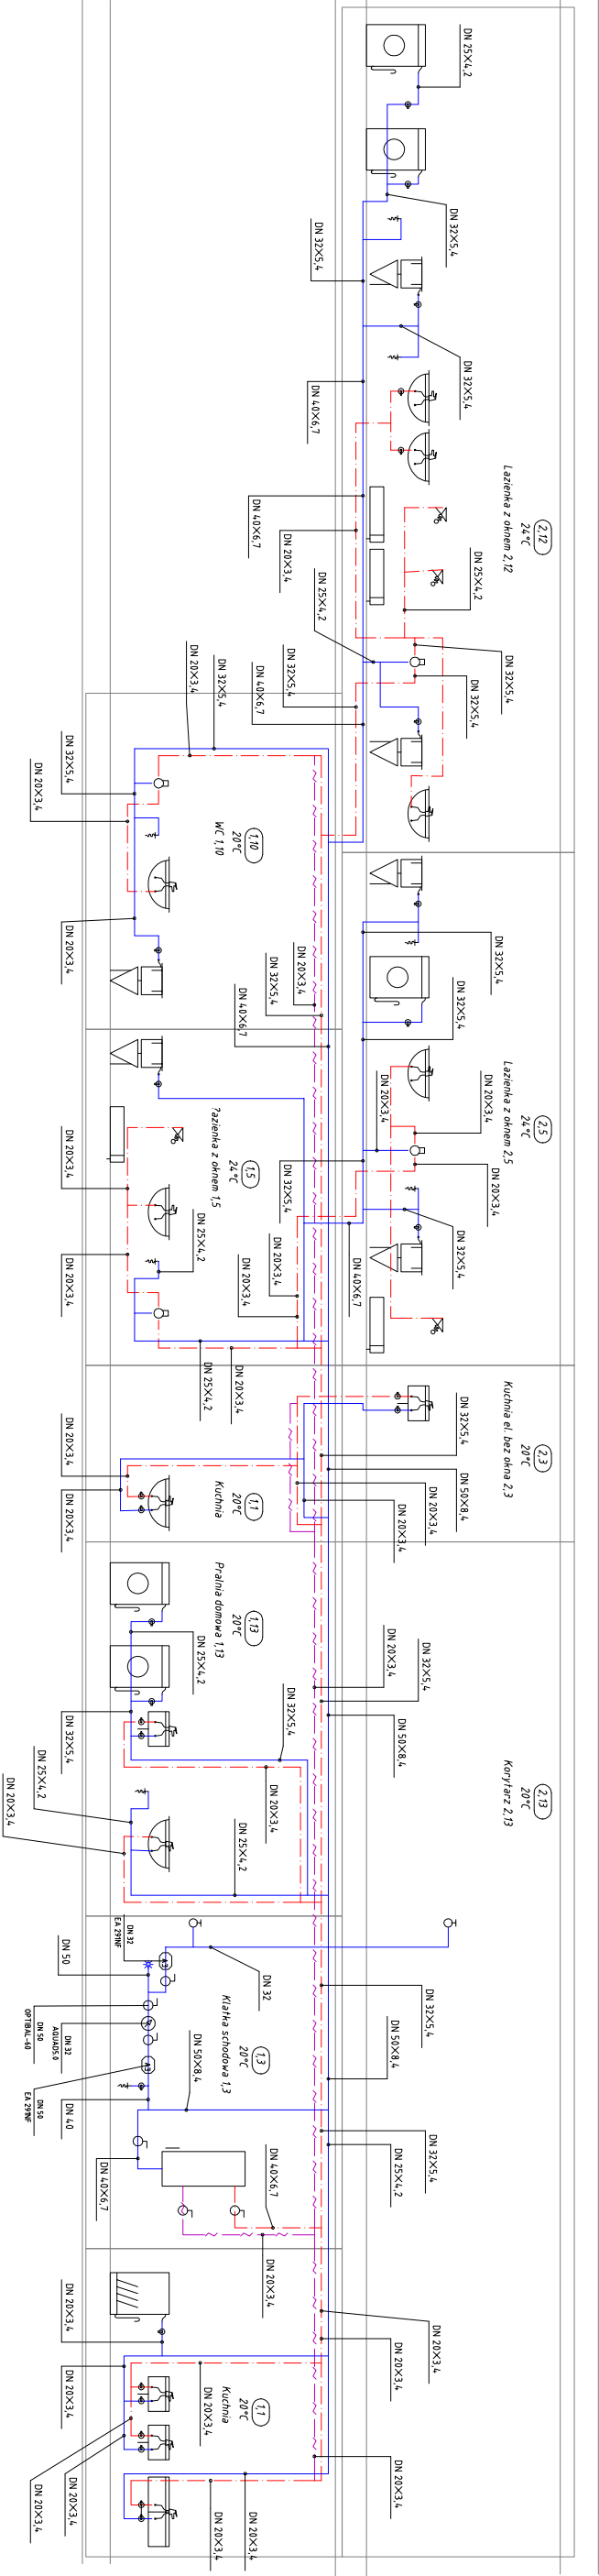 DN 25×4,2
DN 32×5,4
DN 32×5,4
DN 32×5,4
DN 40×6,7
2,12
24°C
Lazienka z oknem 2,12
DN 40×6,7
DN 20×3,4
DN 25×4,2
DN 25×4,2
DN 32×5,4
DN 32×5,4
DN 32×5,4
DN 40×6,7
DN 32×5,4
DN 20×3,4
DN 32×5,4
DN 20×3,4
1,10
20°C
WC 1,10
DN 20×3,4
DN 32×5,4
DN 20×3,4
DN 32×5,4
DN 40×6,7
DN 32×5,4
2,5
24°C
Lazienka z oknem 2,5
DN 20×3,4
DN 20×3,4
DN 20×3,4
DN 32×5,4
DN 40×6,7
1,5
24°C
?azienka z oknem 1,5
DN 32×5,4
DN 20×3,4
DN 25×4,2
DN 20×3,4
DN 20×3,4
DN 20×3,4
DN 20×3,4
DN 25×4,2
2,3
20°C
Kuchnia el. bez okna 2,3
DN 32×5,4
DN 50×8,4
DN 20×3,4
DN 20×3,4
DN 20×3,4
DN 20×3,4
1,1
20°C
Kuchnia
1,13
20°C
Pralnia domowa 1,13
DN 25×4,2
DN 32×5,4
DN 32×5,4
DN 20×3,4
DN 32×5,4
DN 20×3,4
DN 50×8,4
2,13
20°C
Korytarz 2,13
DN 25×4,2
DN 20×3,4
DN 25×4,2
DN 32
EA 291NF
DN 50
DN 32
DN 50
OPTIBAL-60
DN 32
AQUADS.0
DN 50
EA 291NF
DN 40
1,3
20°C
Klatka schodowa 1,3
DN 50×8,4
DN 40×6,7
DN 40×6,7
DN 20×3,4
DN 32×5,4
DN 50×8,4
DN 32×5,4
DN 25×4,2
DN 20×3,4
DN 20×3,4
DN 20×3,4
DN 20×3,4
DN 20×3,4
1,1
20°C
Kuchnia
DN 20×3,4
DN 20×3,4
DN 20×3,4
DN 20×3,4
DN 20×3,4
DN 20×3,4